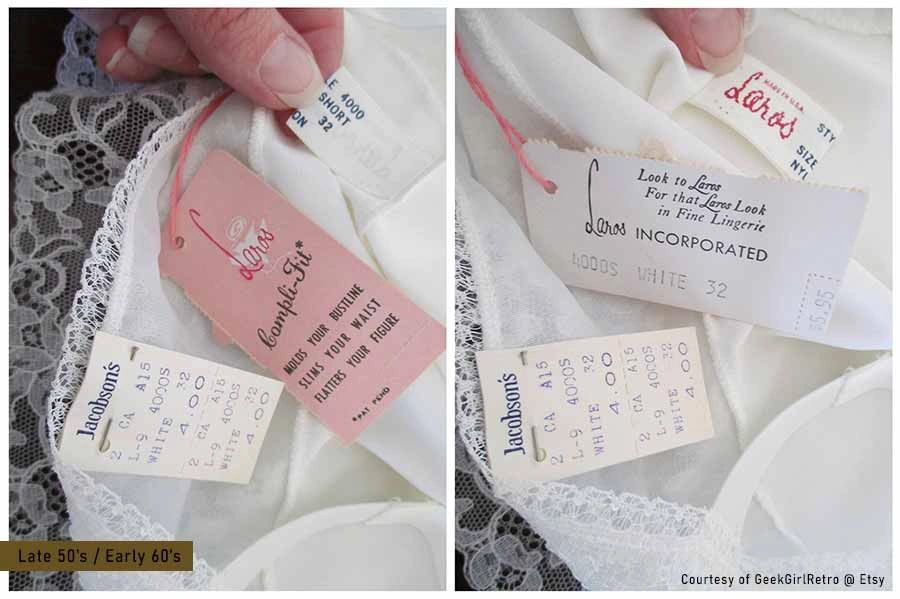 E 4000
SHORT
ON 32
Laros
Compli-Fit*
MOLDS YOUR BUSTLINE
SLIMS YOUR WAIST
FLATTERS YOUR FIGURE
*PAT PEND
Jacobson's
2 CA A15
L-9 4000S
WHITE 32
4.00
2 CA A15
L-9 4000S
WHITE 32
4.00
Late 50's / Early 60's
MADE IN U.S.A.
Laros
STY
SIZE
NYL
Look to Laros
For that Laros Look
in Fine Lingerie
Laros INCORPORATED
4000S WHITE 32
$5.95
Jacobson's
2 CA A15
L-9 4000S
WHITE 32
4.00
2 CA A15
L-9 4000S
WHITE 32
4.00
Courtesy of GeekGirlRetro @ Etsy